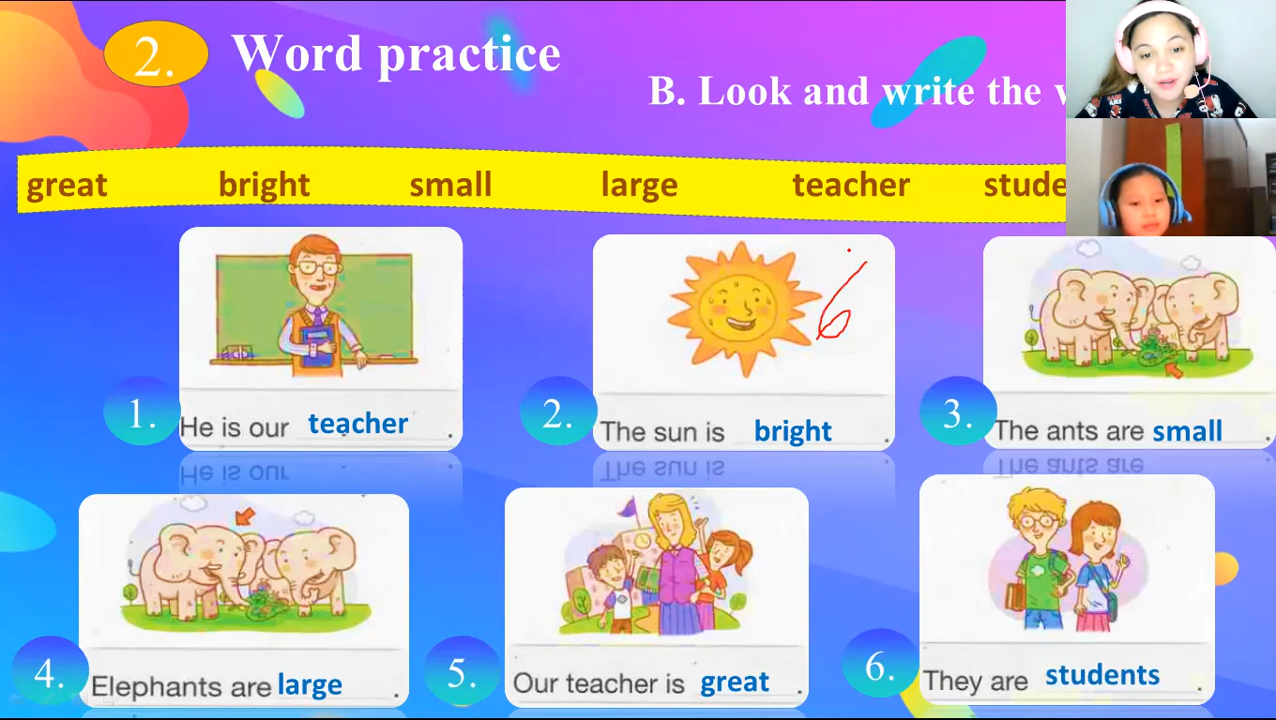 2. Word practice
B. Look and write the
great bright small large teacher
1. He is our teacher .
2. The sun is bright .
6
3. The ants are small .
4. Elephants are large .
5. Our teacher is great .
6. They are students .